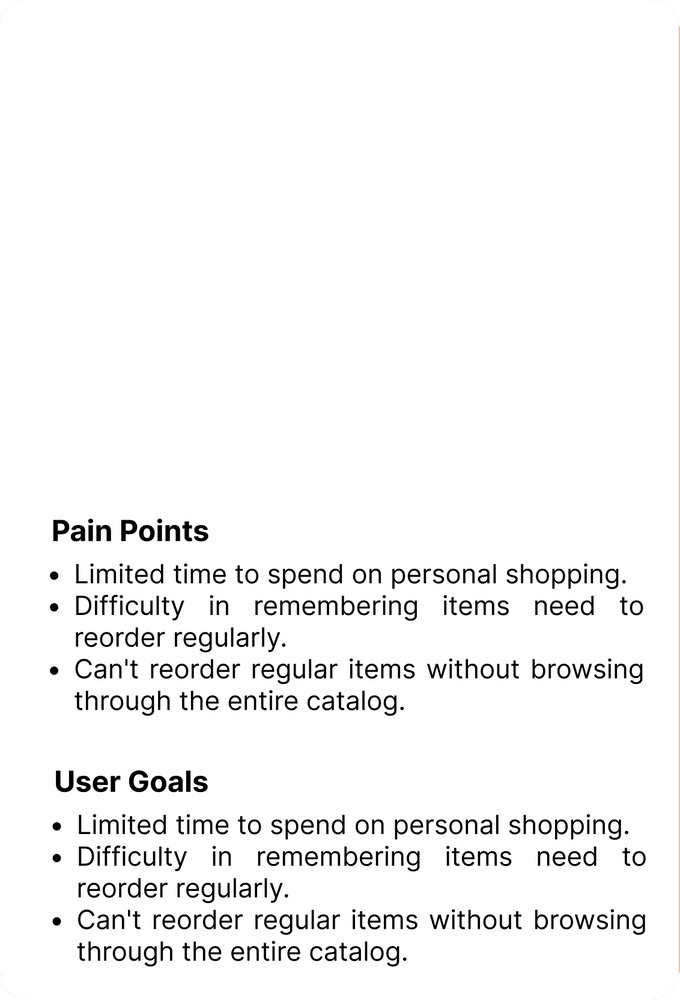 Pain Points
• Limited time to spend on personal shopping.
• Difficulty in remembering items need to
reorder regularly.
• Can't reorder regular items without browsing
through the entire catalog.
User Goals
• Limited time to spend on personal shopping.
• Difficulty in remembering items need to
reorder regularly.
• Can't reorder regular items without browsing
through the entire catalog.